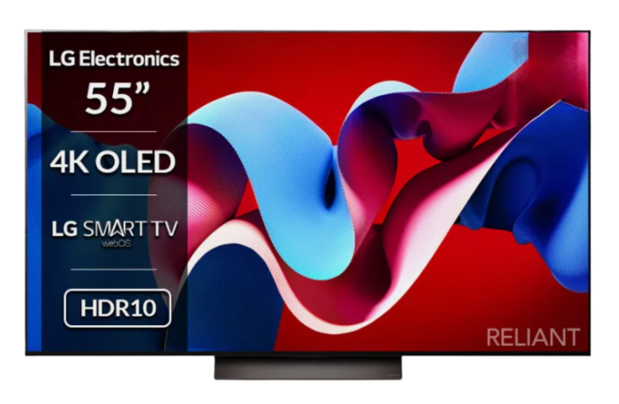 LG Electronics
55”
4K OLED
LG SMART TV
webOS
HDR10
RELIANT